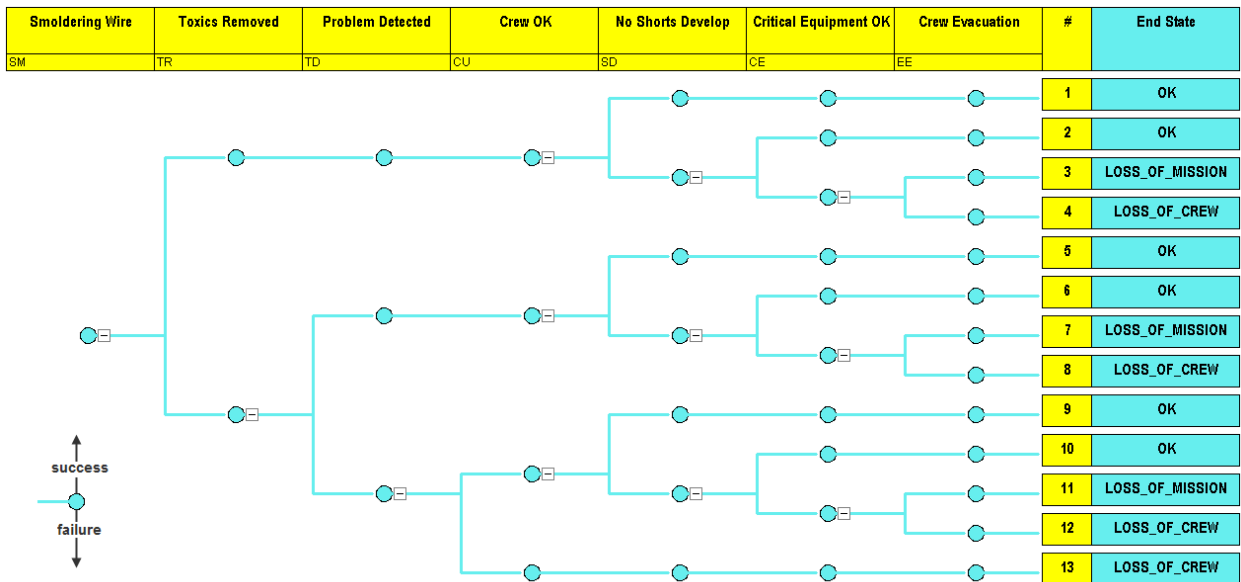 Smoldering Wire Toxics Removed Problem Detected Crew OK No Shorts Develop Critical Equipment OK Crew Evacuation # End State
SM TR TD CU SD CE EE
1 OK
2 OK
3 LOSS_OF_MISSION
4 LOSS_OF_CREW
5 OK
6 OK
7 LOSS_OF_MISSION
8 LOSS_OF_CREW
9 OK
10 OK
11 LOSS_OF_MISSION
12 LOSS_OF_CREW
13 LOSS_OF_CREW
success
failure